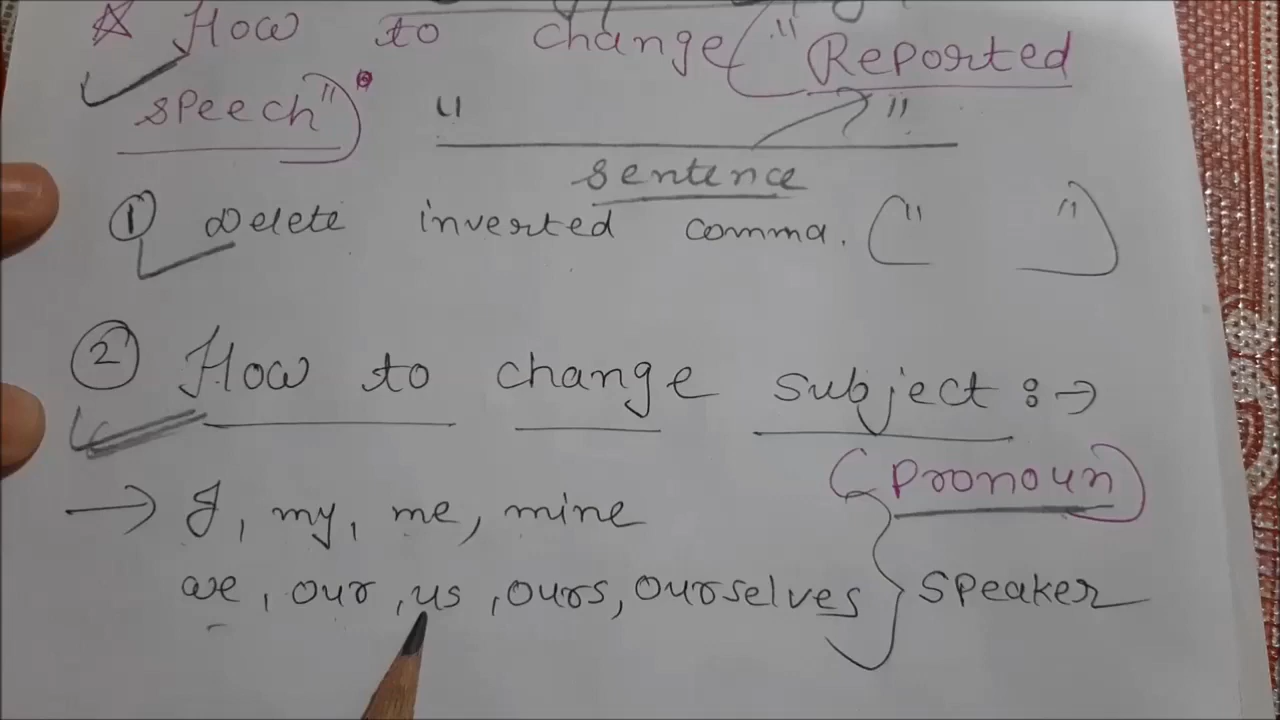 ☆ How to change ("Reported
speech")
" "
sentence
① Delete inverted comma. (" ")
② How to change subject :→
(Pronoun)
→ I, my, me, mine
we, our, us, ours, ourselves } speaker